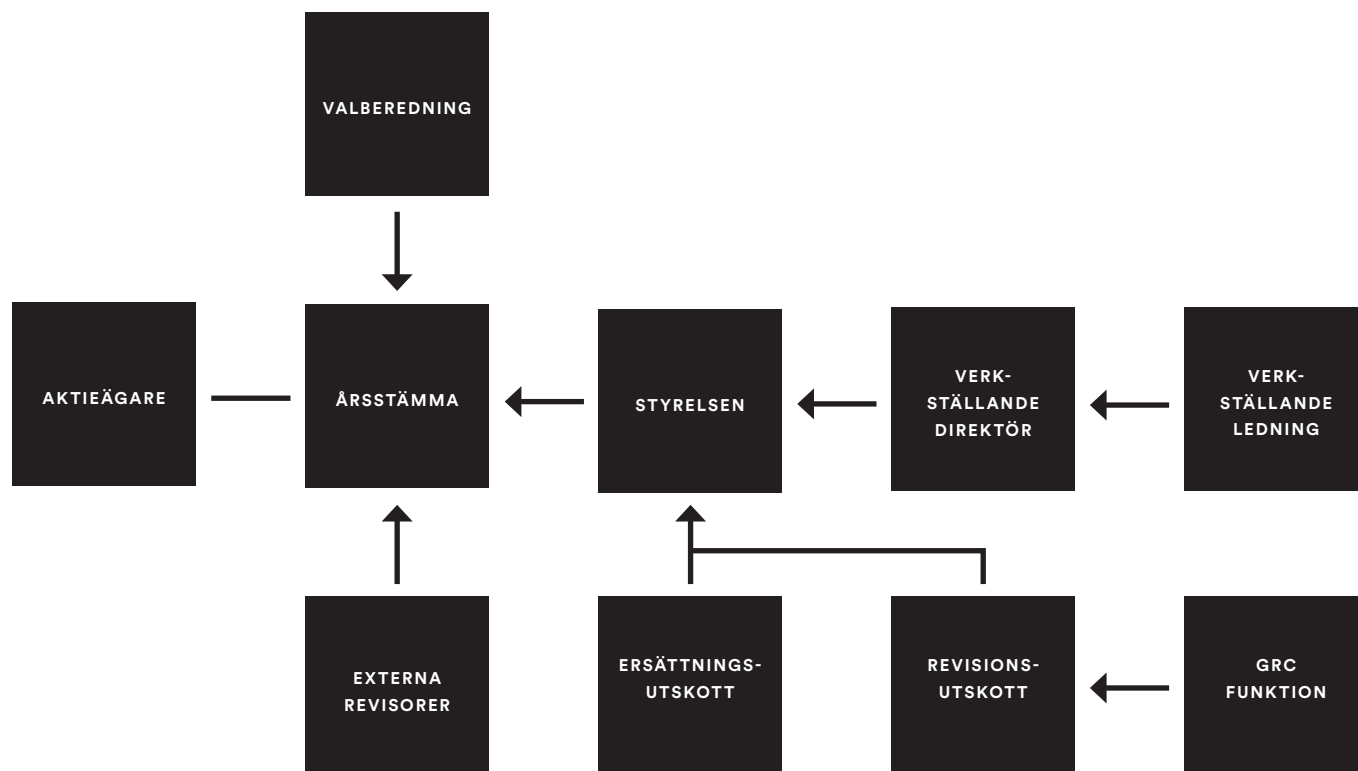 VALBEREDNING
AKTIEÄGARE
ÅRSSTÄMMA
STYRELSEN
VERK-
STÄLLANDE
DIREKTÖR
VERK-
STÄLLANDE
LEDNING
EXTERNA
REVISORER
ERSÄTTNINGS-
UTSKOTT
REVISIONS-
UTSKOTT
GRC
FUNKTION